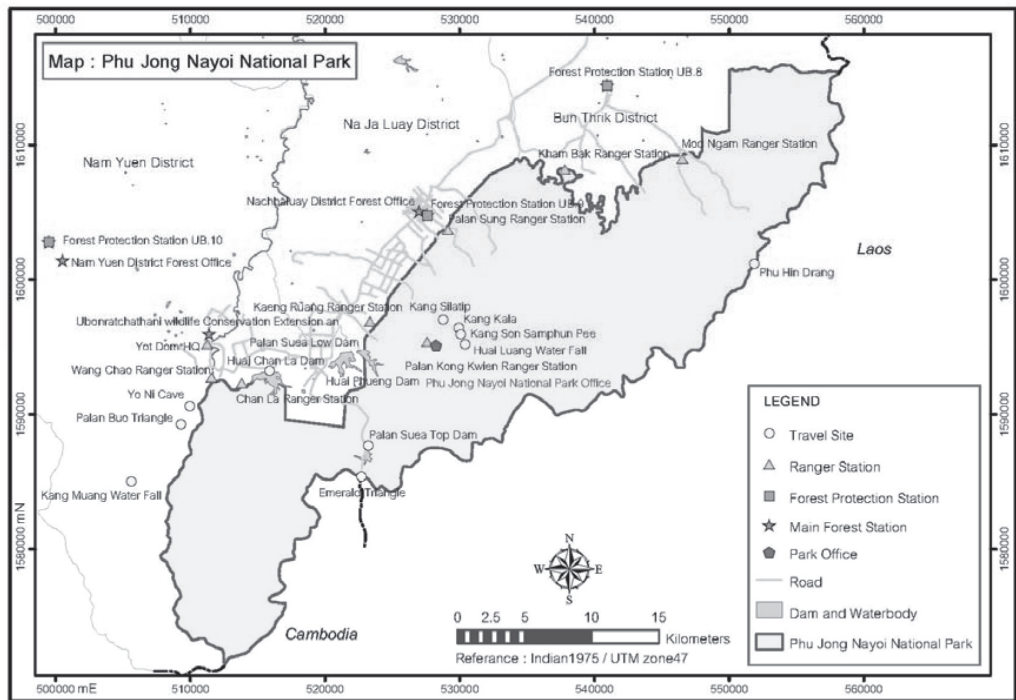 500000
510000
520000
530000
540000
550000
560000
Map : Phu Jong Nayoi National Park
Forest Protection Station UB.8
Na Ja Luay District
Bun Thrik District
1610000
1610000
Nam Yuen District
Kham Bak Ranger Station
Mod Ngam Ranger Station
Nachaluay District Forest Office
Forest Protection Station UB.9
Palan Sung Ranger Station
Forest Protection Station UB.10
Nam Yuen District Forest Office
Laos
Phu Hin Drang
1600000
1600000
Kaeng Ruang Ranger Station
Kang Silatip
Kang Kala
Ubonratchathani wildlife Conservation Extension an
Kang Son Samphun Pee
Yot Dom HQ
Palan Suea Low Dam
Huai Luang Water Fall
Wang Chao Ranger Station
Huai Chan La Dam
Palan Kong Kwien Ranger Station
Huai Phueng Dam
Phu Jong Nayoi National Park Office
Yo Ni Cave
Chan La Ranger Station
1590000
1590000
Palan Buo Triangle
Palan Suea Top Dam
Kang Muang Water Fall
Emerald Triangle
LEGEND
Travel Site
Ranger Station
Forest Protection Station
Main Forest Station
Park Office
Road
Dam and Waterbody
Phu Jong Nayoi National Park
1580000 mN
1580000
N
W E
S
Cambodia
0 2.5 5 10 15
Kilometers
Referance : Indian1975 / UTM zone47
500000 mE
510000
520000
530000
540000
550000
560000